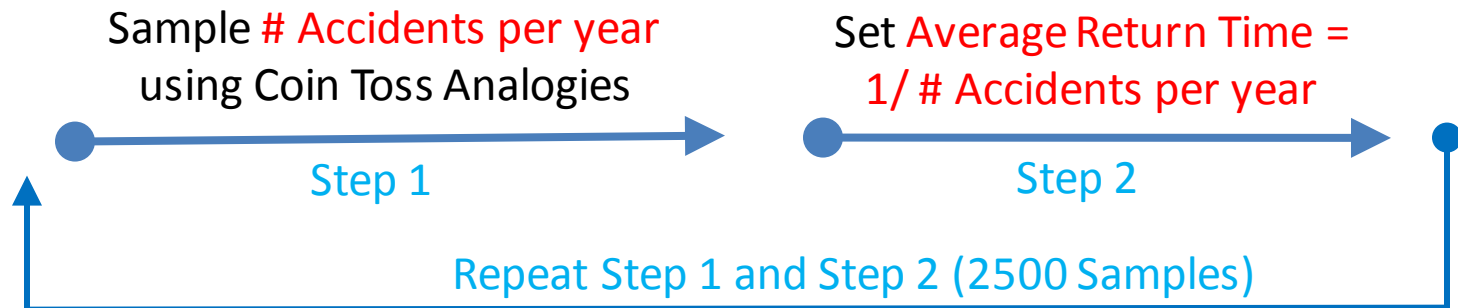 Sample # Accidents per year
using Coin Toss Analogies
Step 1
Set Average Return Time =
1/ # Accidents per year
Step 2
Repeat Step 1 and Step 2 (2500 Samples)